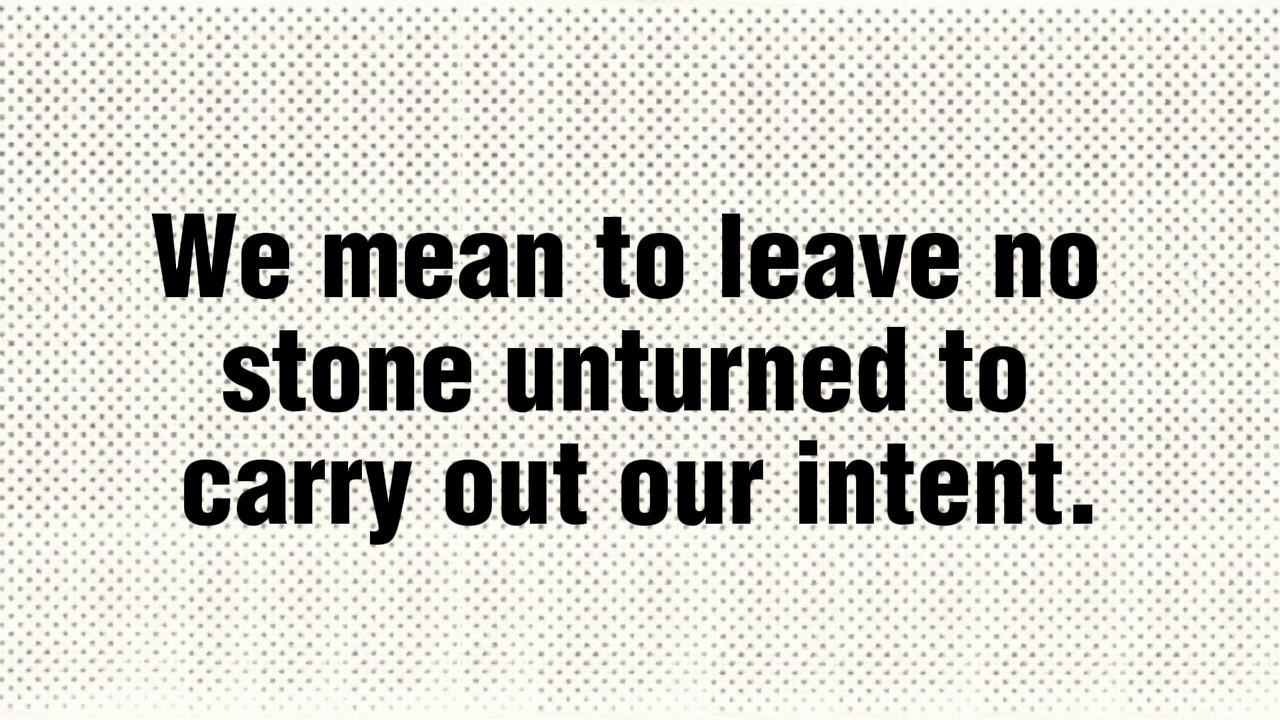 We mean to leave no
stone unturned to
carry out our intent.